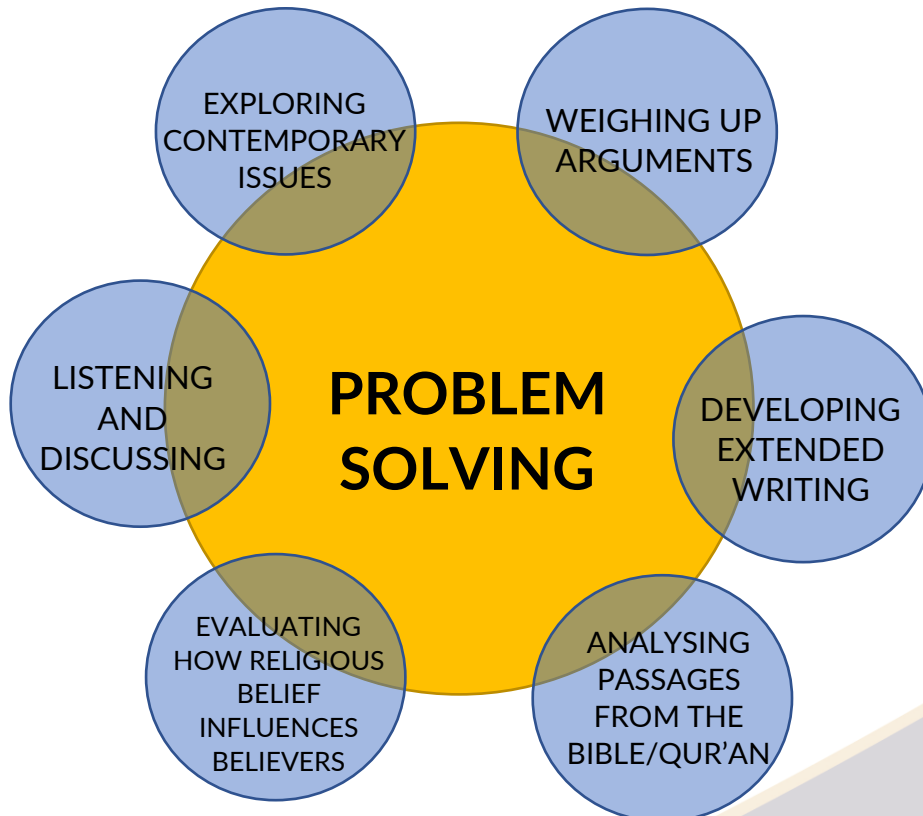 EXPLORING
CONTEMPORARY
ISSUES
WEIGHING UP
ARGUMENTS
LISTENING
AND
DISCUSSING
PROBLEM
SOLVING
DEVELOPING
EXTENDED
WRITING
EVALUATING
HOW RELIGIOUS
BELIEF
INFLUENCES
BELIEVERS
ANALYSING
PASSAGES
FROM THE
BIBLE/QUR’AN